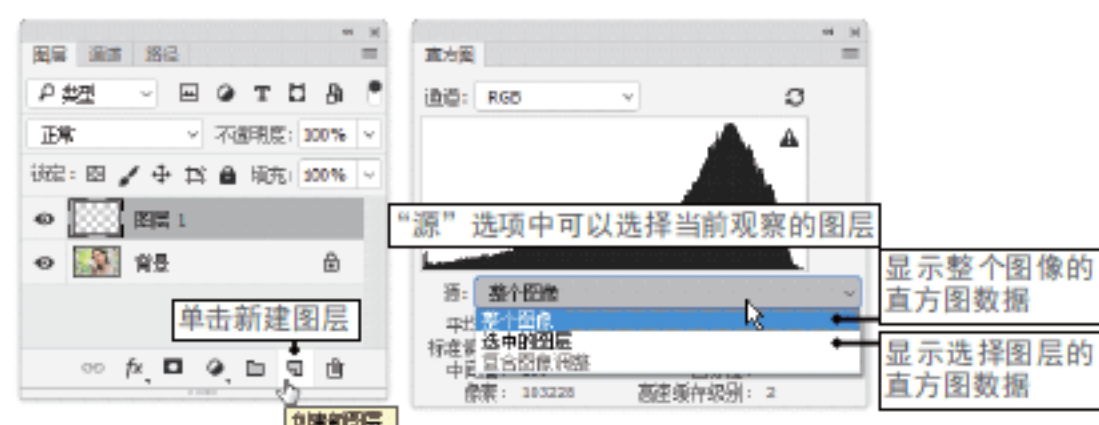 图层 通道 路径
类型
正常 不透明度: 100%
锁定: 填充: 100%
图层 1
背景
单击新建图层
fx
创建新图层
直方图
通道: RGB
“源”选项中可以选择当前观察的图层
源: 整个图像
整个图像
选中的图层
复合图像调整
像素: 103228 高速缓存级别: 2
显示整个图像的
直方图数据
显示选择图层的
直方图数据